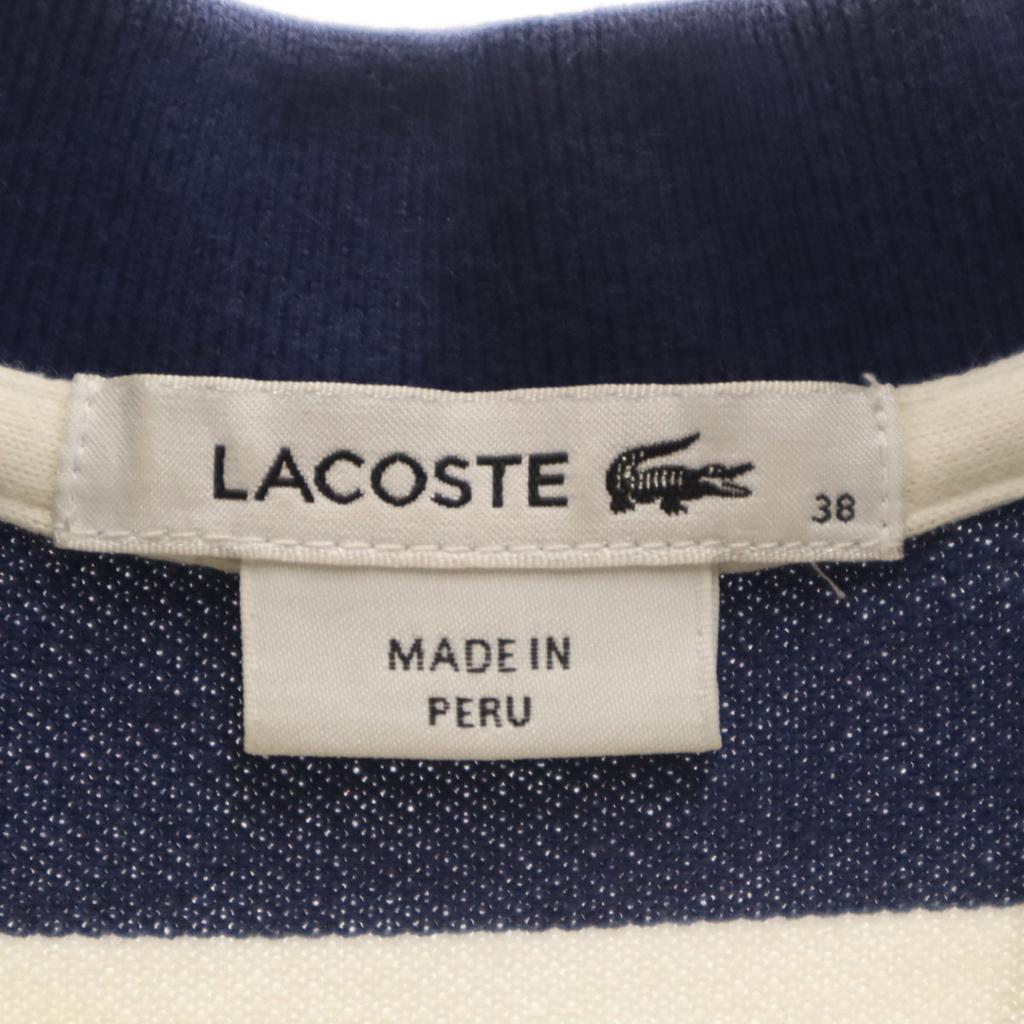 LACOSTE
38
MADE IN
PERU